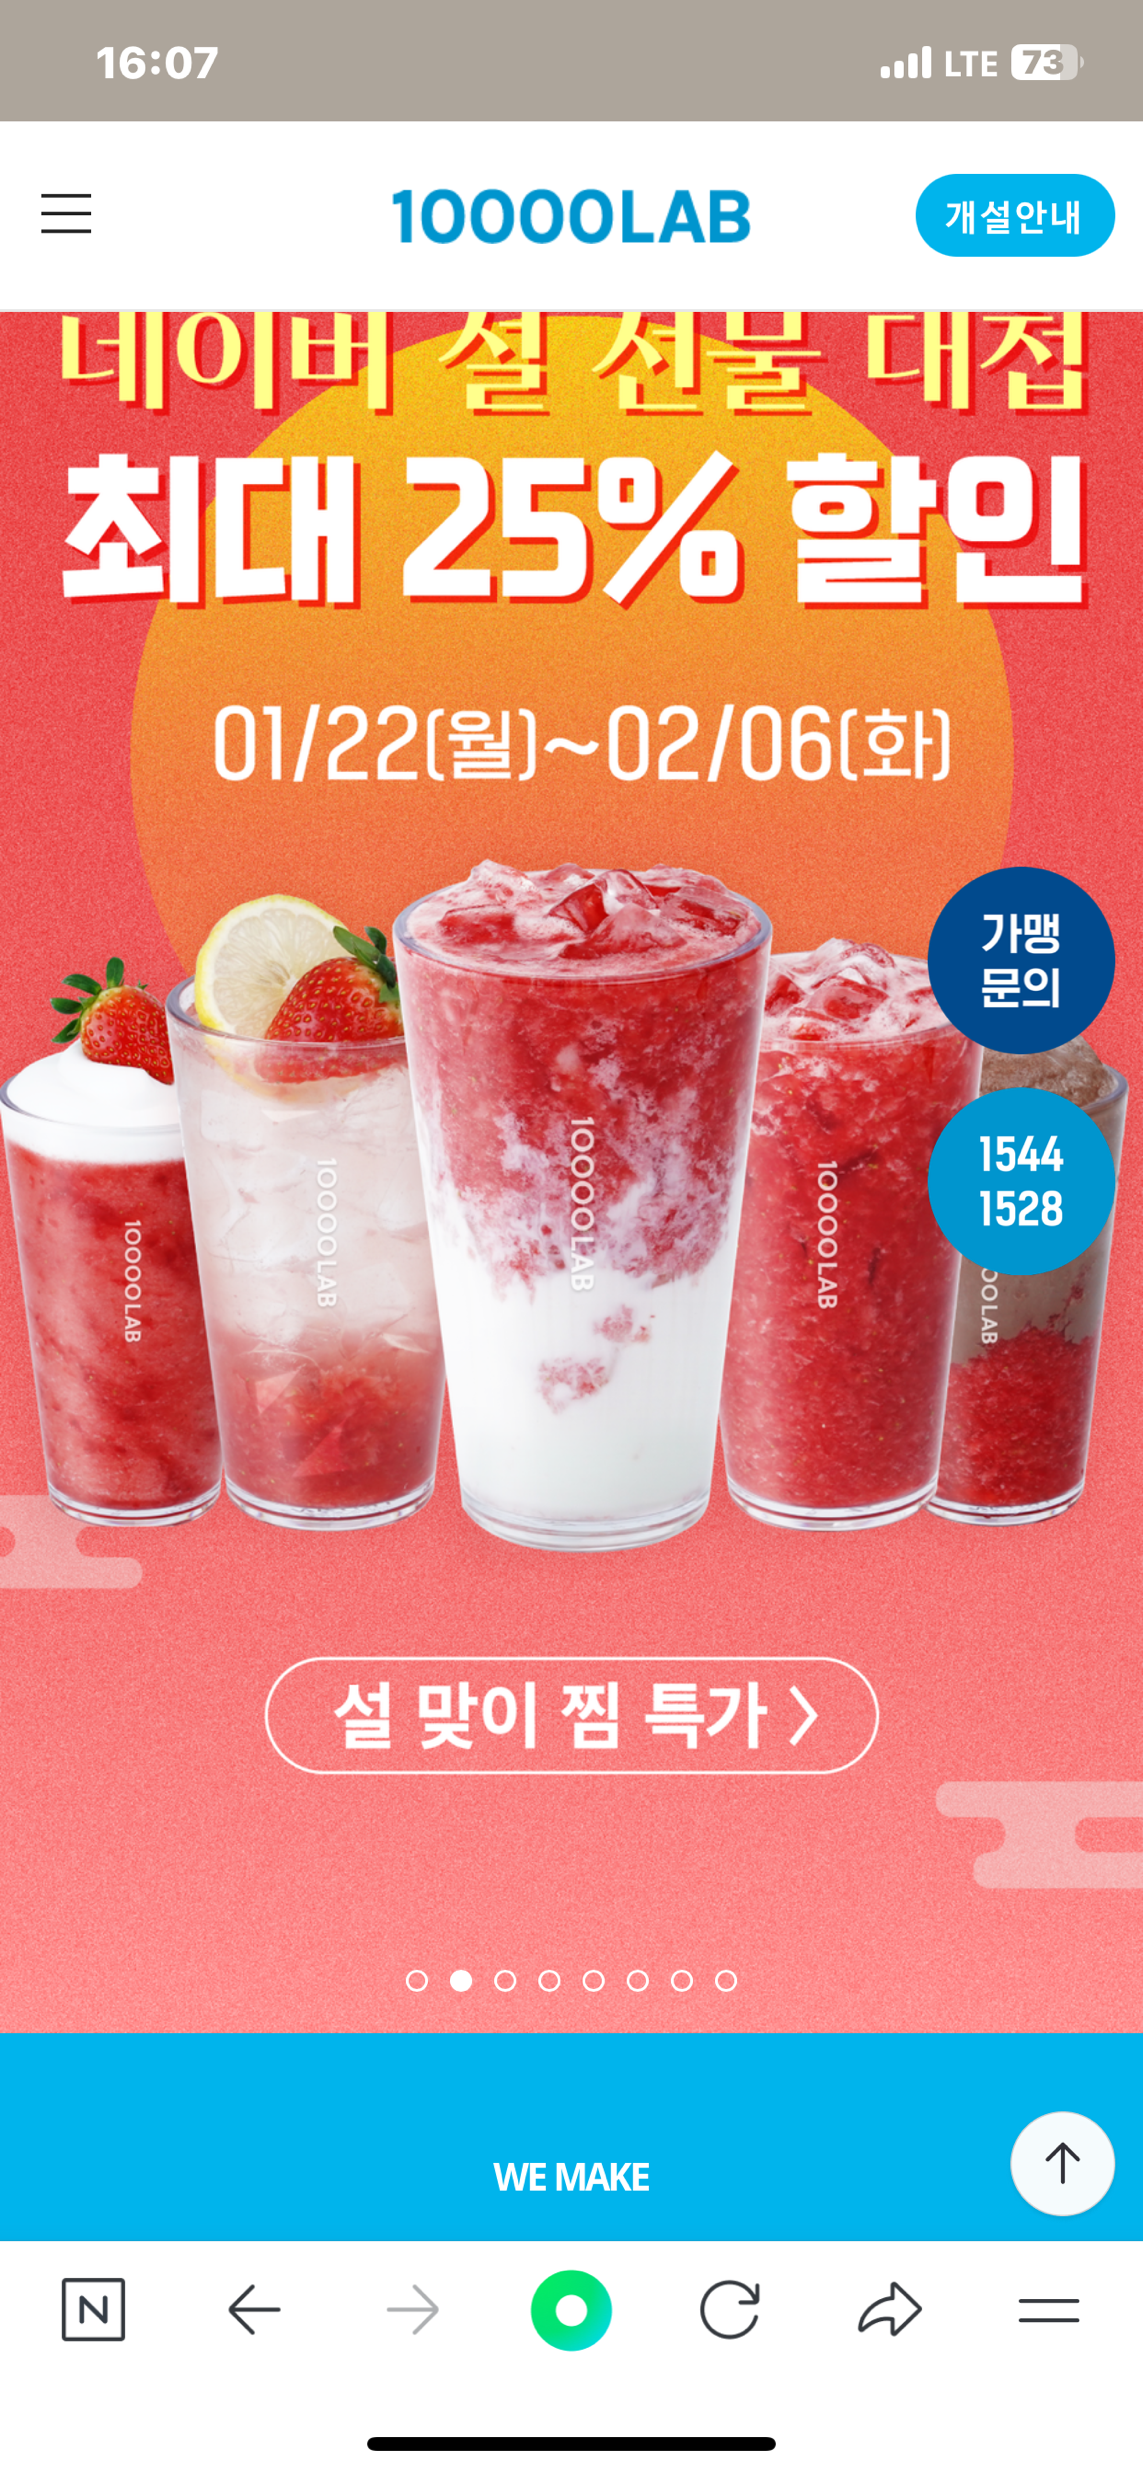 16:07
LTE 73
10000LAB
개설안내
네이버 설 선물 대첩
최대 25% 할인
01/22(월)~02/06(화)
가맹
문의
1544
1528
10000LAB
10000LAB
10000LAB
10000LAB
00LAB
설 맞이 찜 특가 >
WE MAKE
N